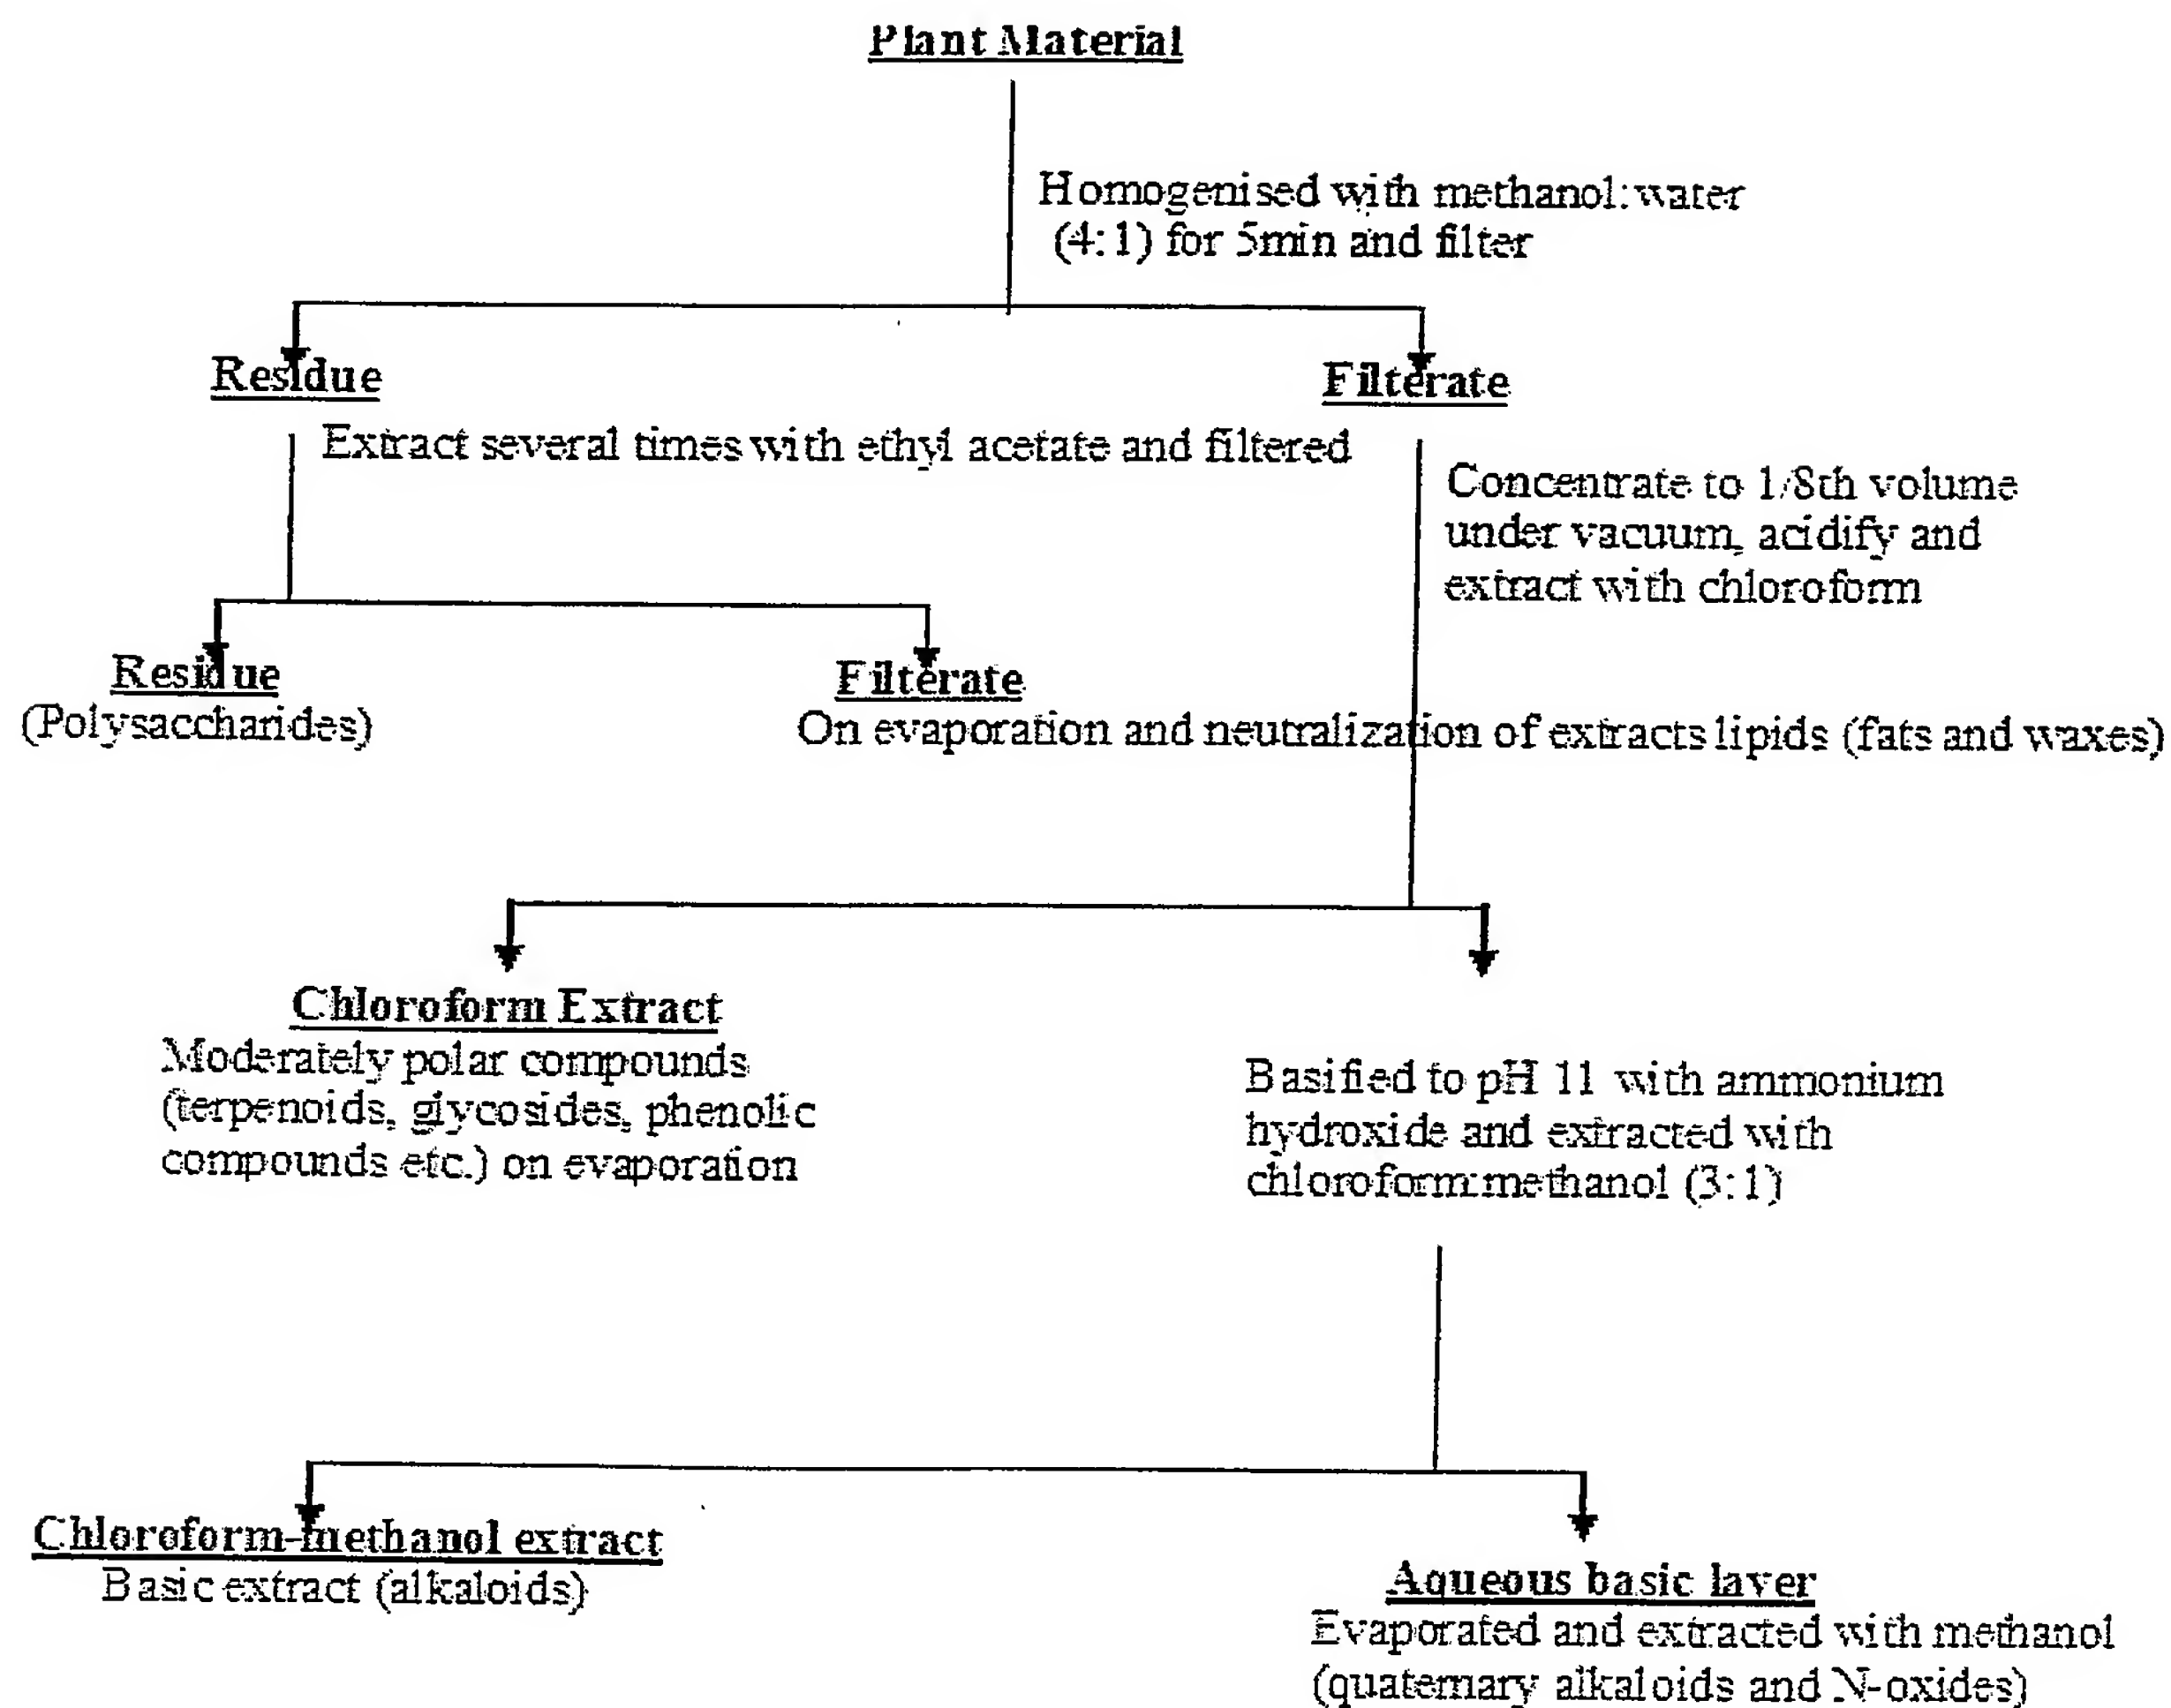 Plant Material
Homogenised with methanol:water
(4:1) for 5min and filter
Residue
Filterate
Extract several times with ethyl acetate and filtered
Concentrate to 1/8th volume
under vacuum, acidify and
extract with chloroform
Residue
(Polysaccharides)
Filterate
On evaporation and neutralization of extracts lipids (fats and waxes)
Chloroform Extract
Moderately polar compounds
(terpenoids, glycosides, phenolic
compounds etc.) on evaporation
Basified to pH 11 with ammonium
hydroxide and extracted with
chloroform:methanol (3:1)
Chloroform-methanol extract
Basic extract (alkaloids)
Aqueous basic layer
Evaporated and extracted with methanol
(quaternary alkaloids and N-oxides)